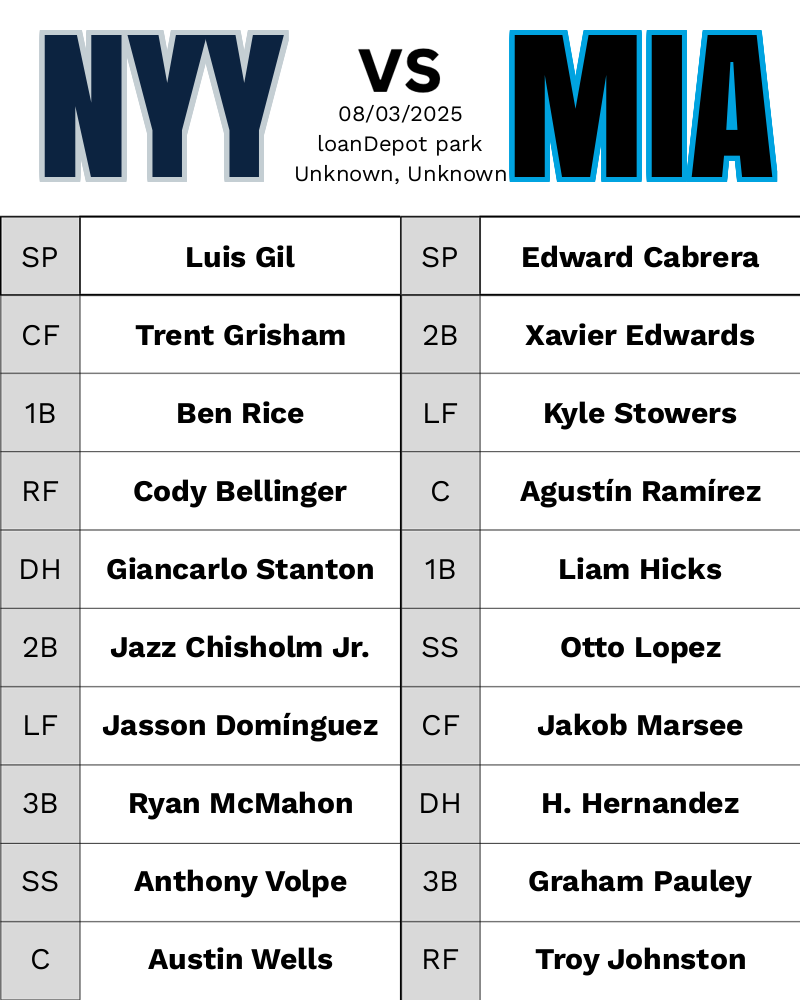 NYY VS MIA
08/03/2025
loanDepot park
Unknown, Unknown
SP Luis Gil SP Edward Cabrera
CF Trent Grisham 2B Xavier Edwards
1B Ben Rice LF Kyle Stowers
RF Cody Bellinger C Agustín Ramírez
DH Giancarlo Stanton 1B Liam Hicks
2B Jazz Chisholm Jr. SS Otto Lopez
LF Jasson Domínguez CF Jakob Marsee
3B Ryan McMahon DH H. Hernandez
SS Anthony Volpe 3B Graham Pauley
C Austin Wells RF Troy Johnston